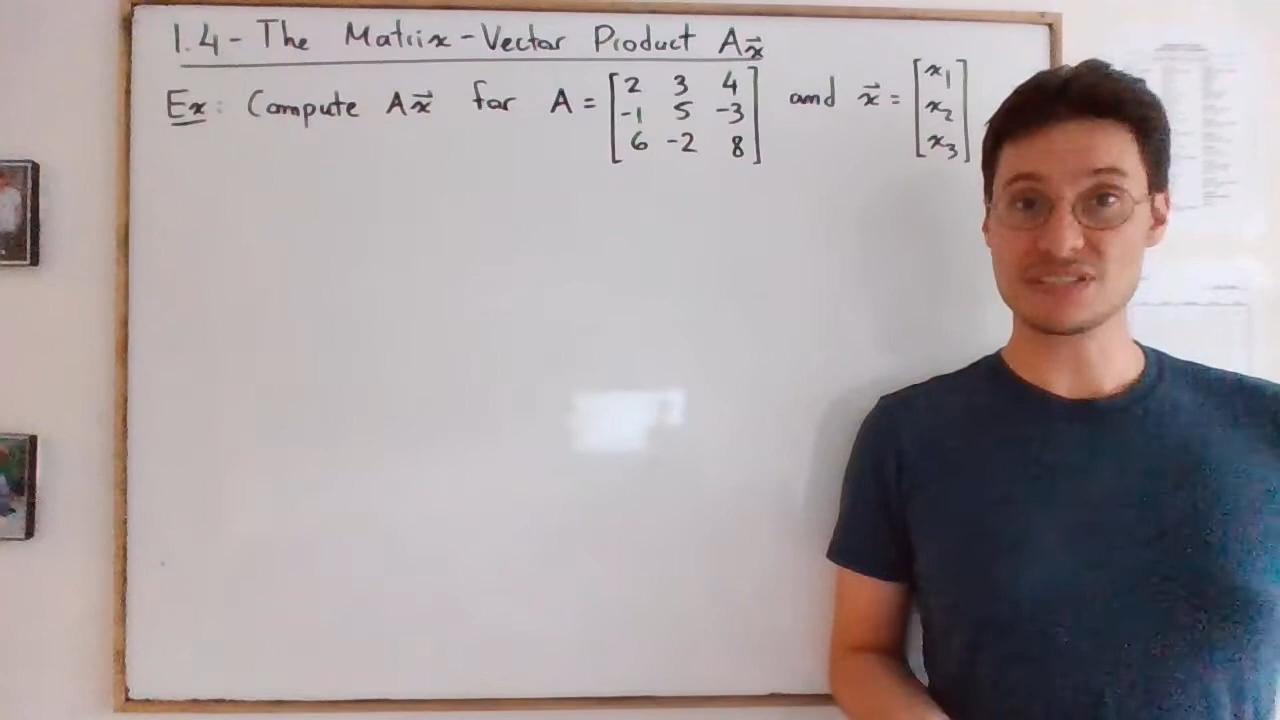 1.4 - The Matrix-Vector Product Ax⃗
Ex: Compute Ax⃗ for A = [2 3 4; -1 5 -3; 6 -2 8] and x⃗ = [x₁; x₂; x₃]